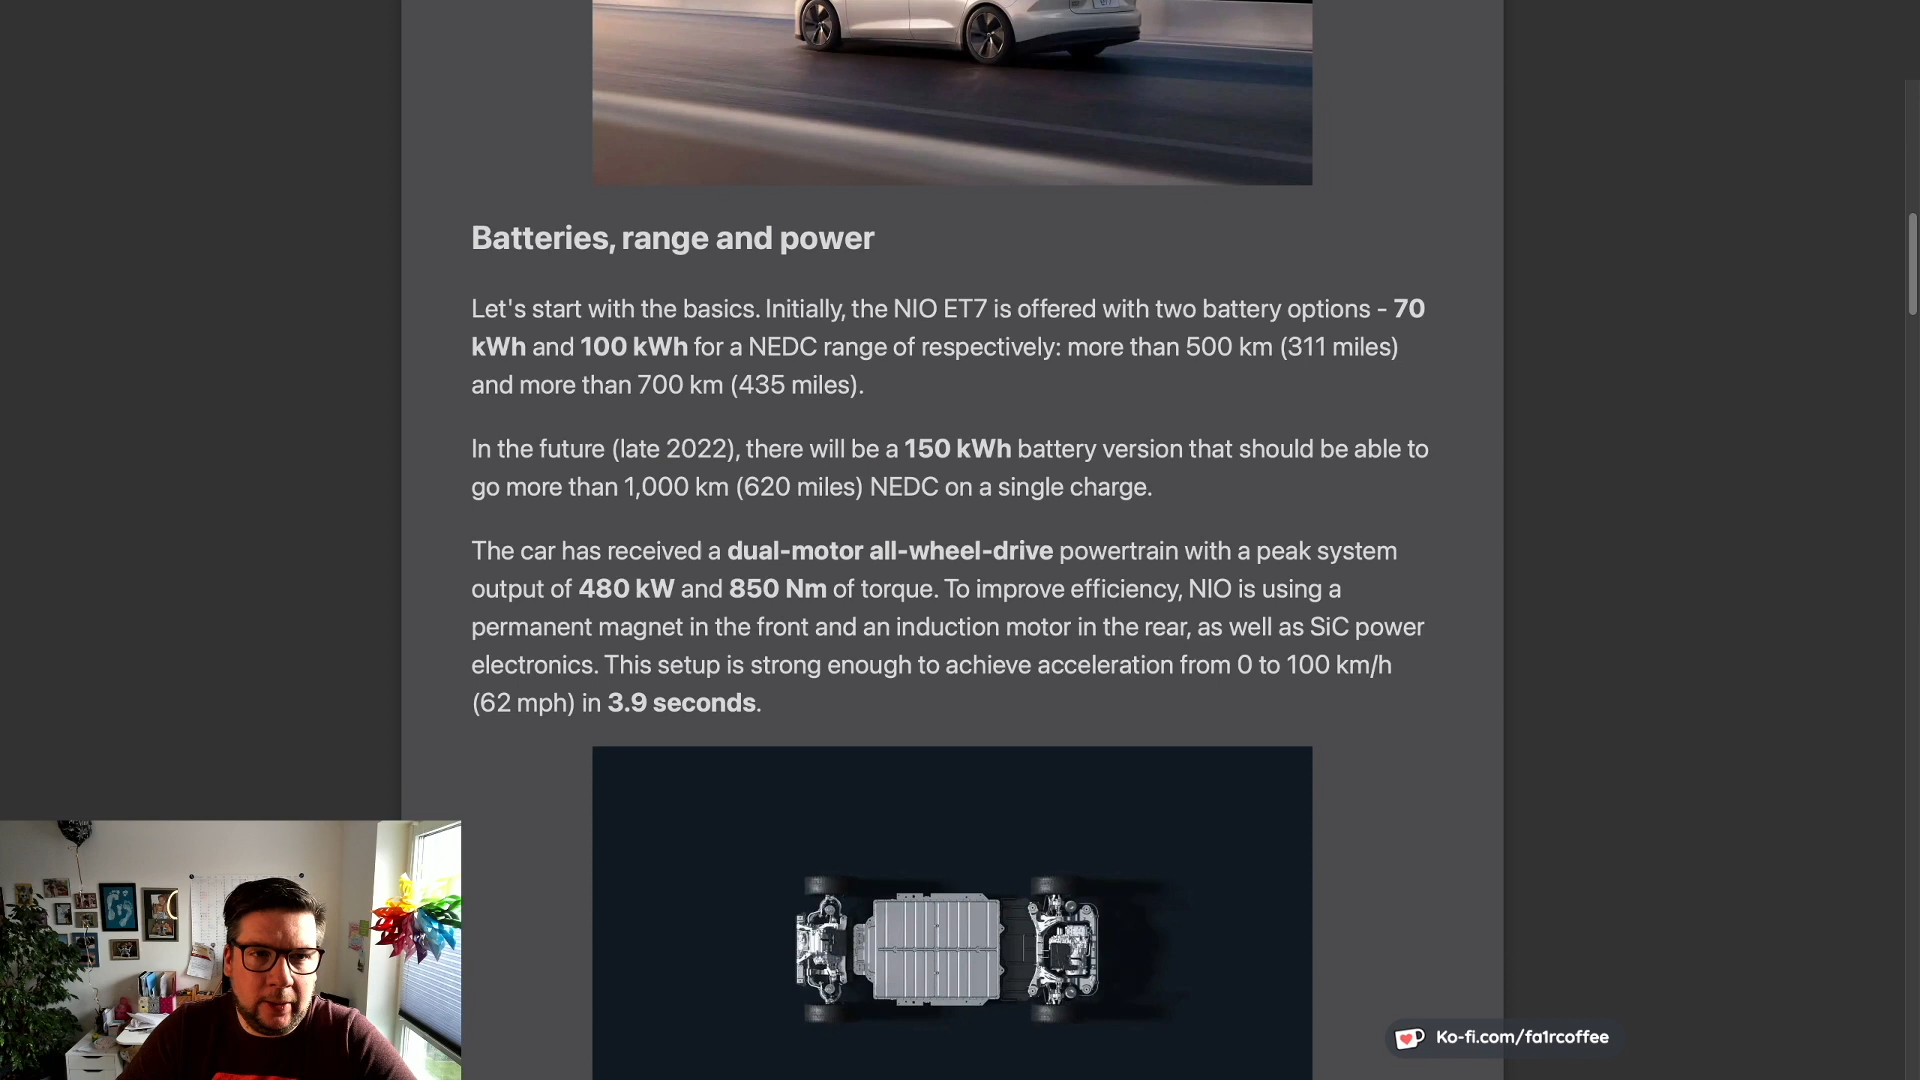 ET7
Batteries, range and power
Let's start with the basics. Initially, the NIO ET7 is offered with two battery options - 70
kWh and 100 kWh for a NEDC range of respectively: more than 500 km (311 miles)
and more than 700 km (435 miles).
In the future (late 2022), there will be a 150 kWh battery version that should be able to
go more than 1,000 km (620 miles) NEDC on a single charge.
The car has received a dual-motor all-wheel-drive powertrain with a peak system
output of 480 kW and 850 Nm of torque. To improve efficiency, NIO is using a
permanent magnet in the front and an induction motor in the rear, as well as SiC power
electronics. This setup is strong enough to achieve acceleration from 0 to 100 km/h
(62 mph) in 3.9 seconds.
Ko-fi.com/fa1rcoffee